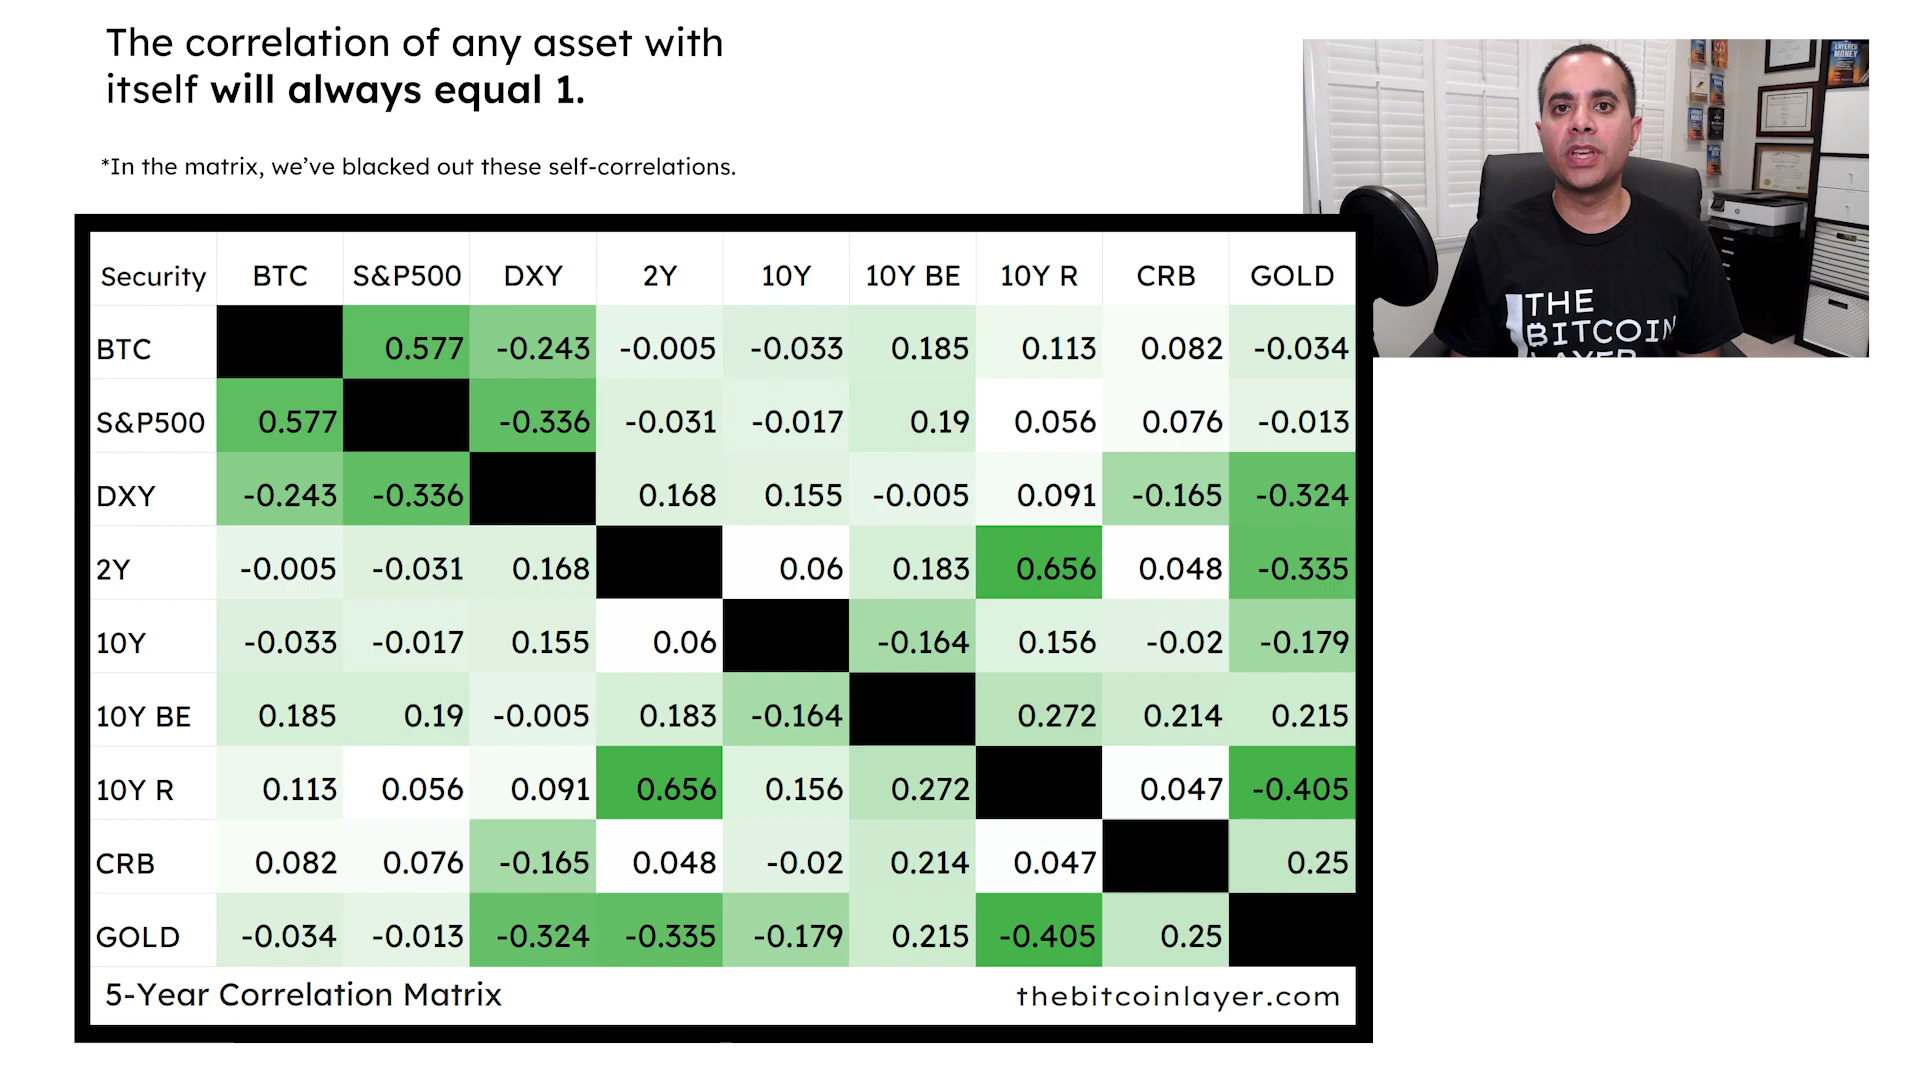 The correlation of any asset with
itself will always equal 1.
*In the matrix, we've blacked out these self-correlations.
LAYERED
MONEY
THE
BITCOIN
LAYER
Security BTC S&P500 DXY 2Y 10Y 10Y BE 10Y R CRB GOLD
BTC 0.577 -0.243 -0.005 -0.033 0.185 0.113 0.082 -0.034
S&P500 0.577 -0.336 -0.031 -0.017 0.19 0.056 0.076 -0.013
DXY -0.243 -0.336 0.168 0.155 -0.005 0.091 -0.165 -0.324
2Y -0.005 -0.031 0.168 0.06 0.183 0.656 0.048 -0.335
10Y -0.033 -0.017 0.155 0.06 -0.164 0.156 -0.02 -0.179
10Y BE 0.185 0.19 -0.005 0.183 -0.164 0.272 0.214 0.215
10Y R 0.113 0.056 0.091 0.656 0.156 0.272 0.047 -0.405
CRB 0.082 0.076 -0.165 0.048 -0.02 0.214 0.047 0.25
GOLD -0.034 -0.013 -0.324 -0.335 -0.179 0.215 -0.405 0.25
5-Year Correlation Matrix thebitcoinlayer.com